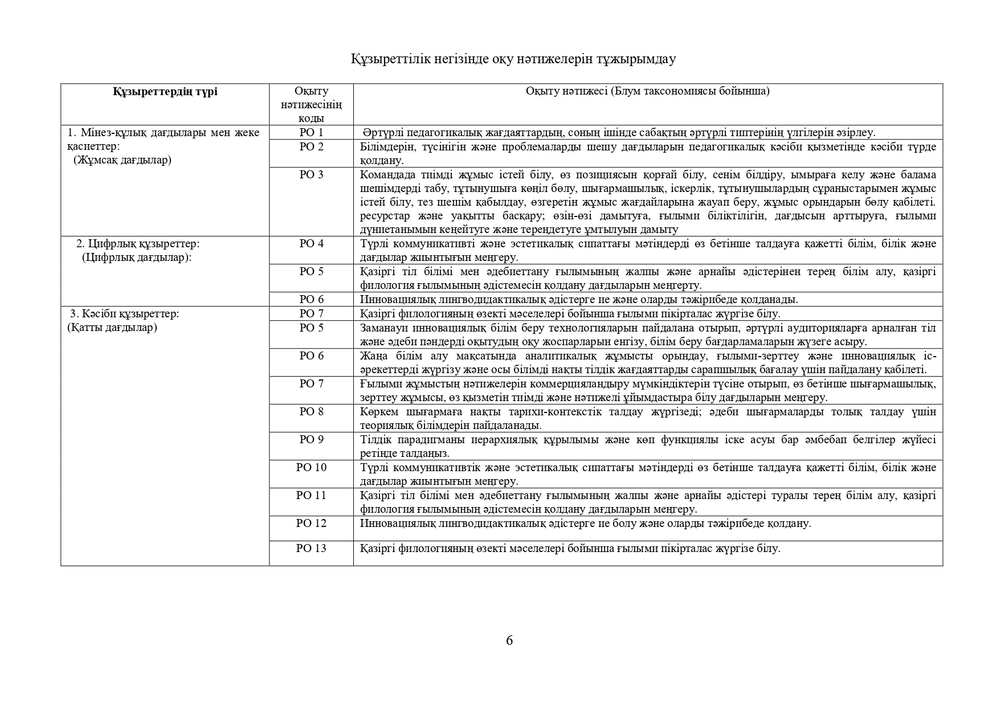 Құзыреттілік негізінде оқу нәтижелерін тұжырымдау
Құзыреттердің түрі
Оқыту
нәтижесінің
коды
Оқыту нәтижесі (Блум таксономиясы бойынша)
1. Мінез-құлық дағдылары мен жеке
қасиеттер:
(Жұмсақ дағдылар)
РО 1
Әртүрлі педагогикалық жағдаяттардың, соның ішінде сабақтың әртүрлі типтерінің үлгілерін әзірлеу.
РО 2
Білімдерін, түсінігін және проблемаларды шешу дағдыларын педагогикалық кәсіби қызметінде кәсіби түрде
қолдану.
РО 3
Командада тиімді жұмыс істей білу, өз позициясын қорғай білу, сенім білдіру, ымыраға келу және балама
шешімдерді табу, тұтынушыға көңіл бөлу, шығармашылық, іскерлік, тұтынушылардың сұраныстарымен жұмыс
істей білу, тез шешім қабылдау, өзгеретін жұмыс жағдайларына жауап беру, жұмыс орындарын бөлу қабілеті.
ресурстар және уақытты басқару; өзін-өзі дамытуға, ғылыми біліктілігін, дағдысын арттыруға, ғылыми
дүниетанымын кеңейтуге және тереңдетуге ұмтылуын дамыту
2. Цифрлық құзыреттер:
(Цифрлық дағдылар):
РО 4
Түрлі коммуникативті және эстетикалық сипаттағы мәтіндерді өз бетінше талдауға қажетті білім, білік және
дағдылар жиынтығын меңгеру.
РО 5
Қазіргі тіл білімі мен әдебиеттану ғылымының жалпы және арнайы әдістерінен терең білім алу, қазіргі
филология ғылымының әдістемесін қолдану дағдыларын меңгерту.
РО 6
Инновациялық лингводидактикалық әдістерге ие және оларды тәжірибеде қолданады.
3. Кәсіби құзыреттер:
(Қатты дағдылар)
РО 7
Қазіргі филологияның өзекті мәселелері бойынша ғылыми пікірталас жүргізе білу.
РО 5
Заманауи инновациялық білім беру технологияларын пайдалана отырып, әртүрлі аудиторияларға арналған тіл
және әдеби пәндерді оқытудың оқу жоспарларын енгізу, білім беру бағдарламаларын жүзеге асыру.
РО 6
Жаңа білім алу мақсатында аналитикалық жұмысты орындау, ғылыми-зерттеу және инновациялық іс-
әрекеттерді жүргізу және осы білімді нақты тілдік жағдаяттарды сарапшылық бағалау үшін пайдалану қабілеті.
РО 7
Ғылыми жұмыстың нәтижелерін коммерцияландыру мүмкіндіктерін түсіне отырып, өз бетінше шығармашылық,
зерттеу жұмысы, өз қызметін тиімді және нәтижелі ұйымдастыра білу дағдыларын меңгеру.
РО 8
Көркем шығармаға нақты тарихи-контекстік талдау жүргізеді; әдеби шығармаларды толық талдау үшін
теориялық білімдерін пайдаланады.
РО 9
Тілдік парадигманы иерархиялық құрылымы және көп функциялы іске асуы бар әмбебап белгілер жүйесі
ретінде талдаңыз.
РО 10
Түрлі коммуникативтік және эстетикалық сипаттағы мәтіндерді өз бетінше талдауға қажетті білім, білік және
дағдылар жиынтығын меңгеру.
РО 11
Қазіргі тіл білімі мен әдебиеттану ғылымының жалпы және арнайы әдістері туралы терең білім алу, қазіргі
филология ғылымының әдістемесін қолдану дағдыларын меңгеру.
РО 12
Инновациялық лингводидактикалық әдістерге ие болу және оларды тәжірибеде қолдану.
РО 13
Қазіргі филологияның өзекті мәселелері бойынша ғылыми пікірталас жүргізе білу.
6